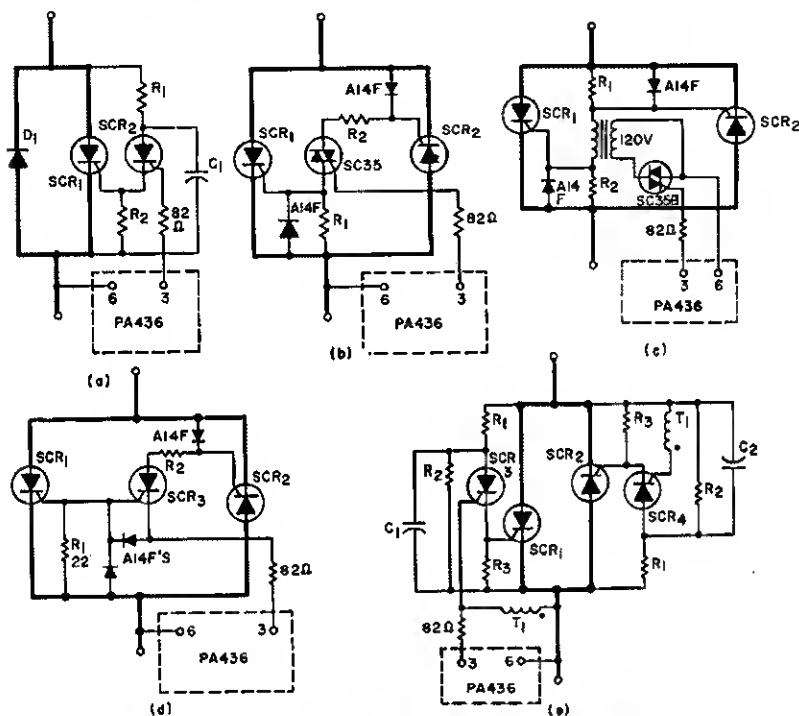 D1
SCR1
SCR2
R1
R2
C1
82
Ω
6
3
PA436
(a)
A14F
R2
SCR1
SC35
SCR2
A14F
R1
82Ω
6
3
PA436
(b)
R1
A14F
SCR1
120V
SCR2
A14
F
R2
SC35B
82Ω
3
6
PA436
(c)
A14F
SCR1
R2
SCR2
SCR3
R1
22
A14F'S
82Ω
6
3
PA436
(d)
R1
R3
T1
C2
R2
SCR
3
SCR2
R2
SCR4
C1
SCR1
R3
R1
82Ω
T1
3
6
PA436
(e)